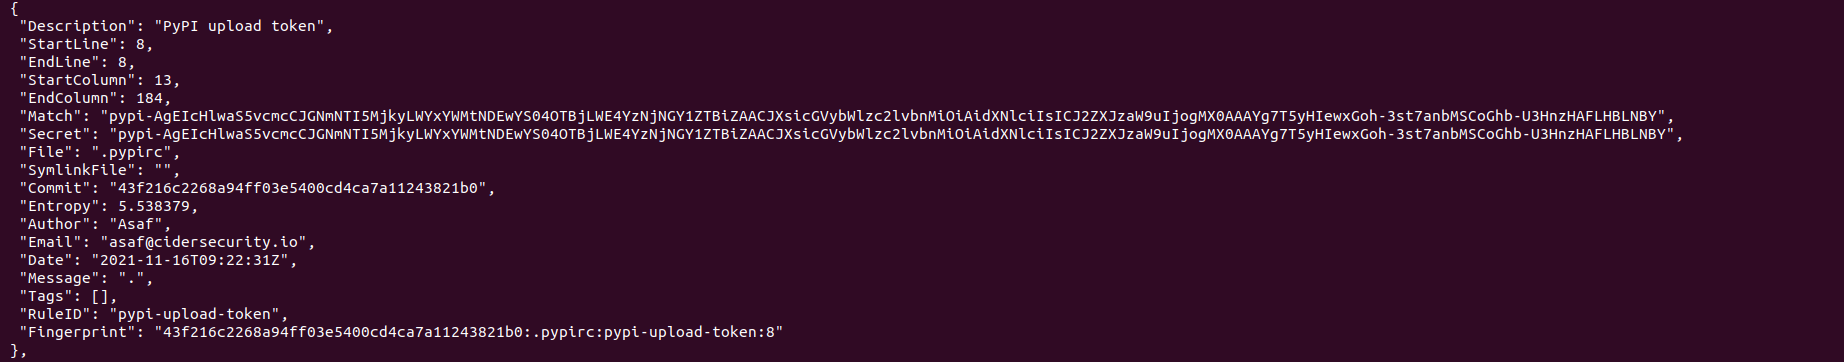 {
"Description": "PyPI upload token",
"StartLine": 8,
"EndLine": 8,
"StartColumn": 13,
"EndColumn": 184,
"Match": "pypi-AgEIcHlwaS5vcmcCJGNmNTI5MjkyLWYxYWMtNDEwYS04OTBjLWE4YzNjNGY1ZTBiZAACJXsicGVybWlzc2lvbnMiOiAidXNlciIsICJ2ZXJzaW9uIjogMX0AAAYg7T5yHIewxGoh-3st7anbMSCoGhb-U3HnzHAFLHBLNBY",
"Secret": "pypi-AgEIcHlwaS5vcmcCJGNmNTI5MjkyLWYxYWMtNDEwYS04OTBjLWE4YzNjNGY1ZTBiZAACJXsicGVybWlzc2lvbnMiOiAidXNlciIsICJ2ZXJzaW9uIjogMX0AAAYg7T5yHIewxGoh-3st7anbMSCoGhb-U3HnzHAFLHBLNBY",
"File": ".pypirc",
"SymlinkFile": "",
"Commit": "43f216c2268a94ff03e5400cd4ca7a11243821b0",
"Entropy": 5.538379,
"Author": "Asaf",
"Email": "asaf@cidersecurity.io",
"Date": "2021-11-16T09:22:31Z",
"Message": ".",
"Tags": [],
"RuleID": "pypi-upload-token",
"Fingerprint": "43f216c2268a94ff03e5400cd4ca7a11243821b0:.pypirc:pypi-upload-token:8"
},